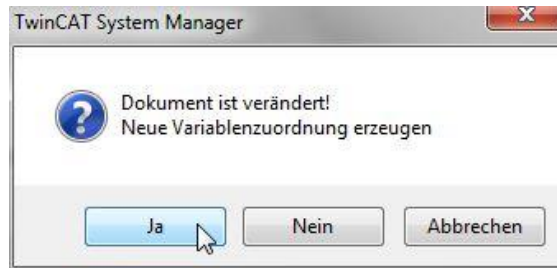 TwinCAT System Manager
Dokument ist verändert!
Neue Variablenzuordnung erzeugen
Ja Nein Abbrechen